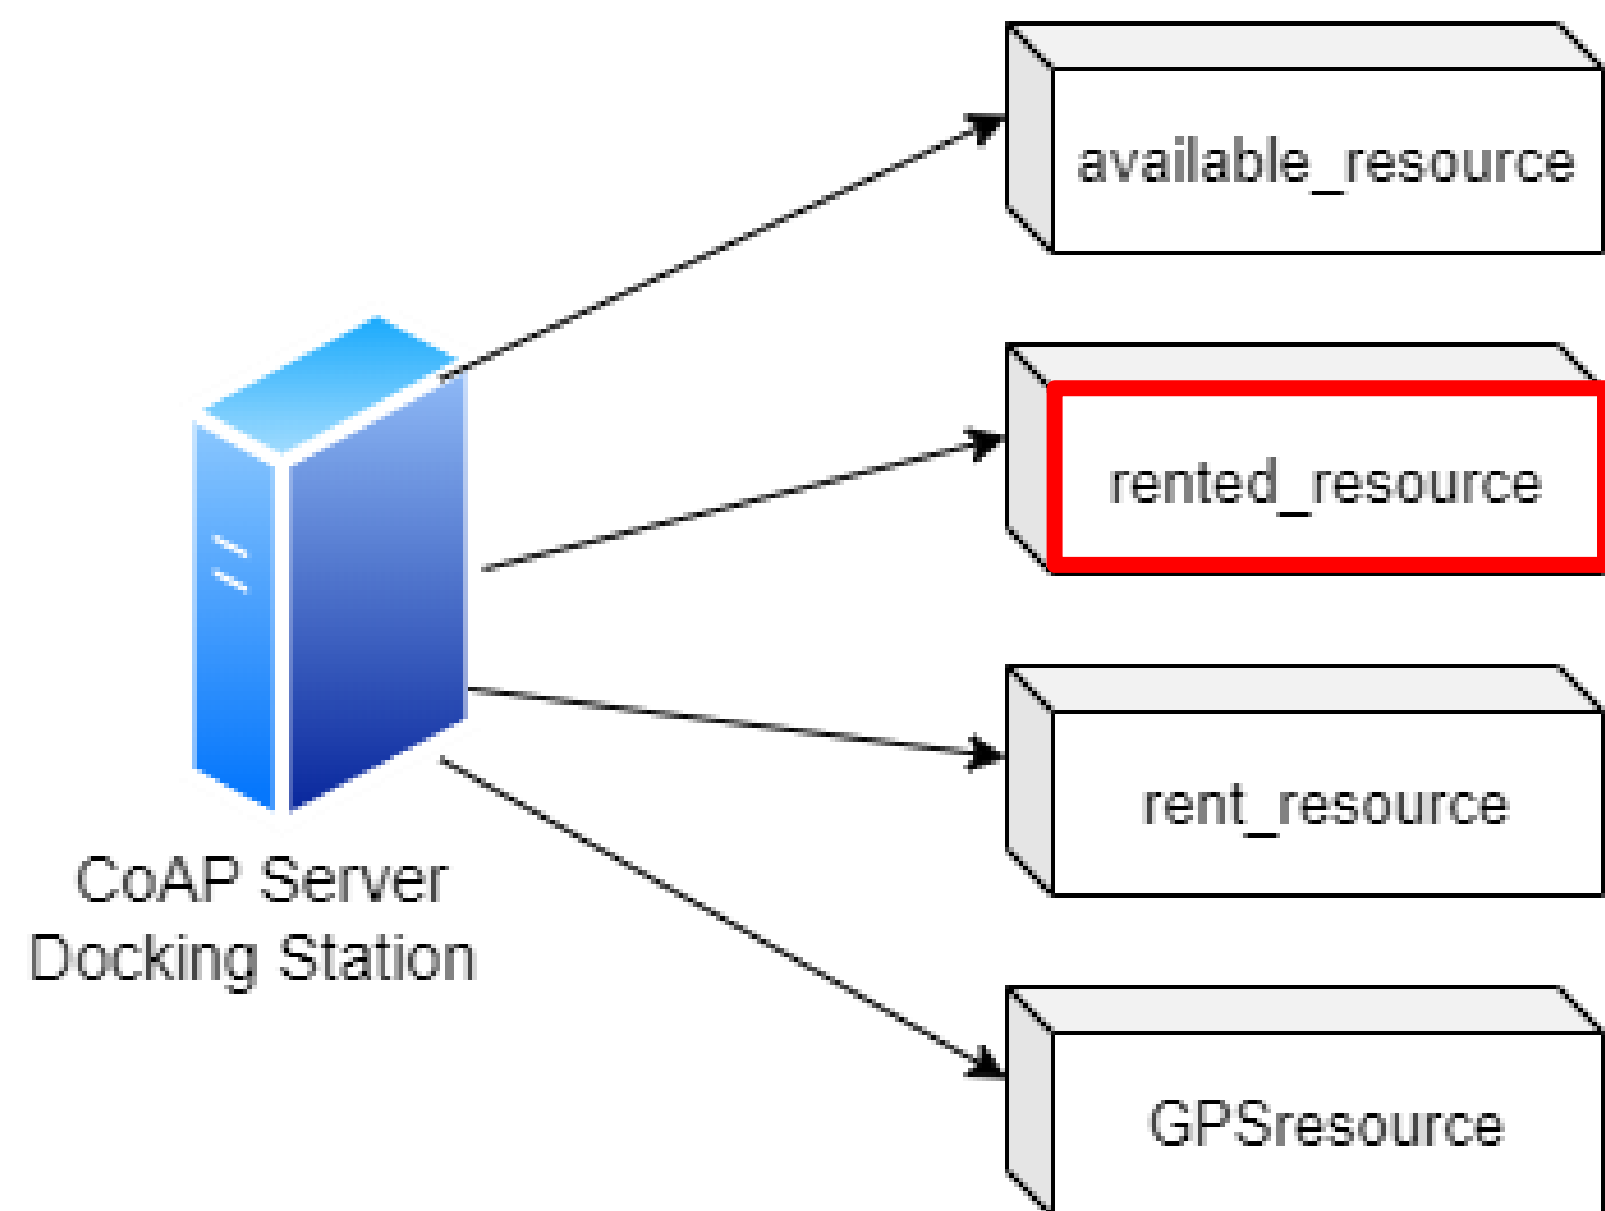 available_resource
rented_resource
rent_resource
CoAP Server
Docking Station
GPSresource